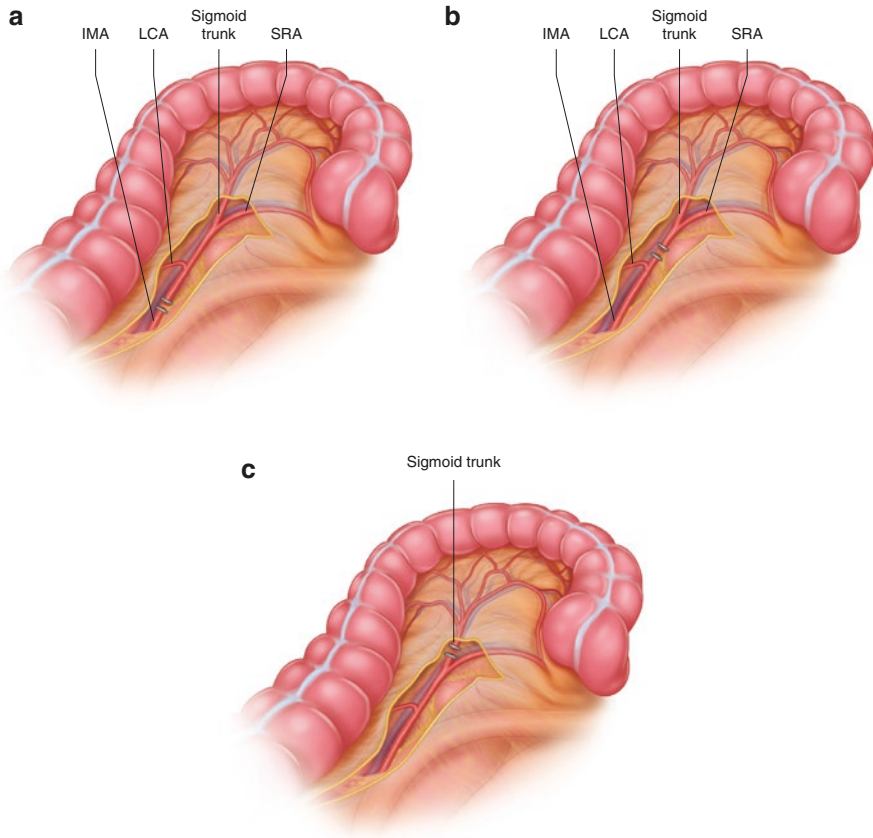 a
IMA
LCA
Sigmoid
trunk
SRA
b
IMA
LCA
Sigmoid
trunk
SRA
c
Sigmoid trunk